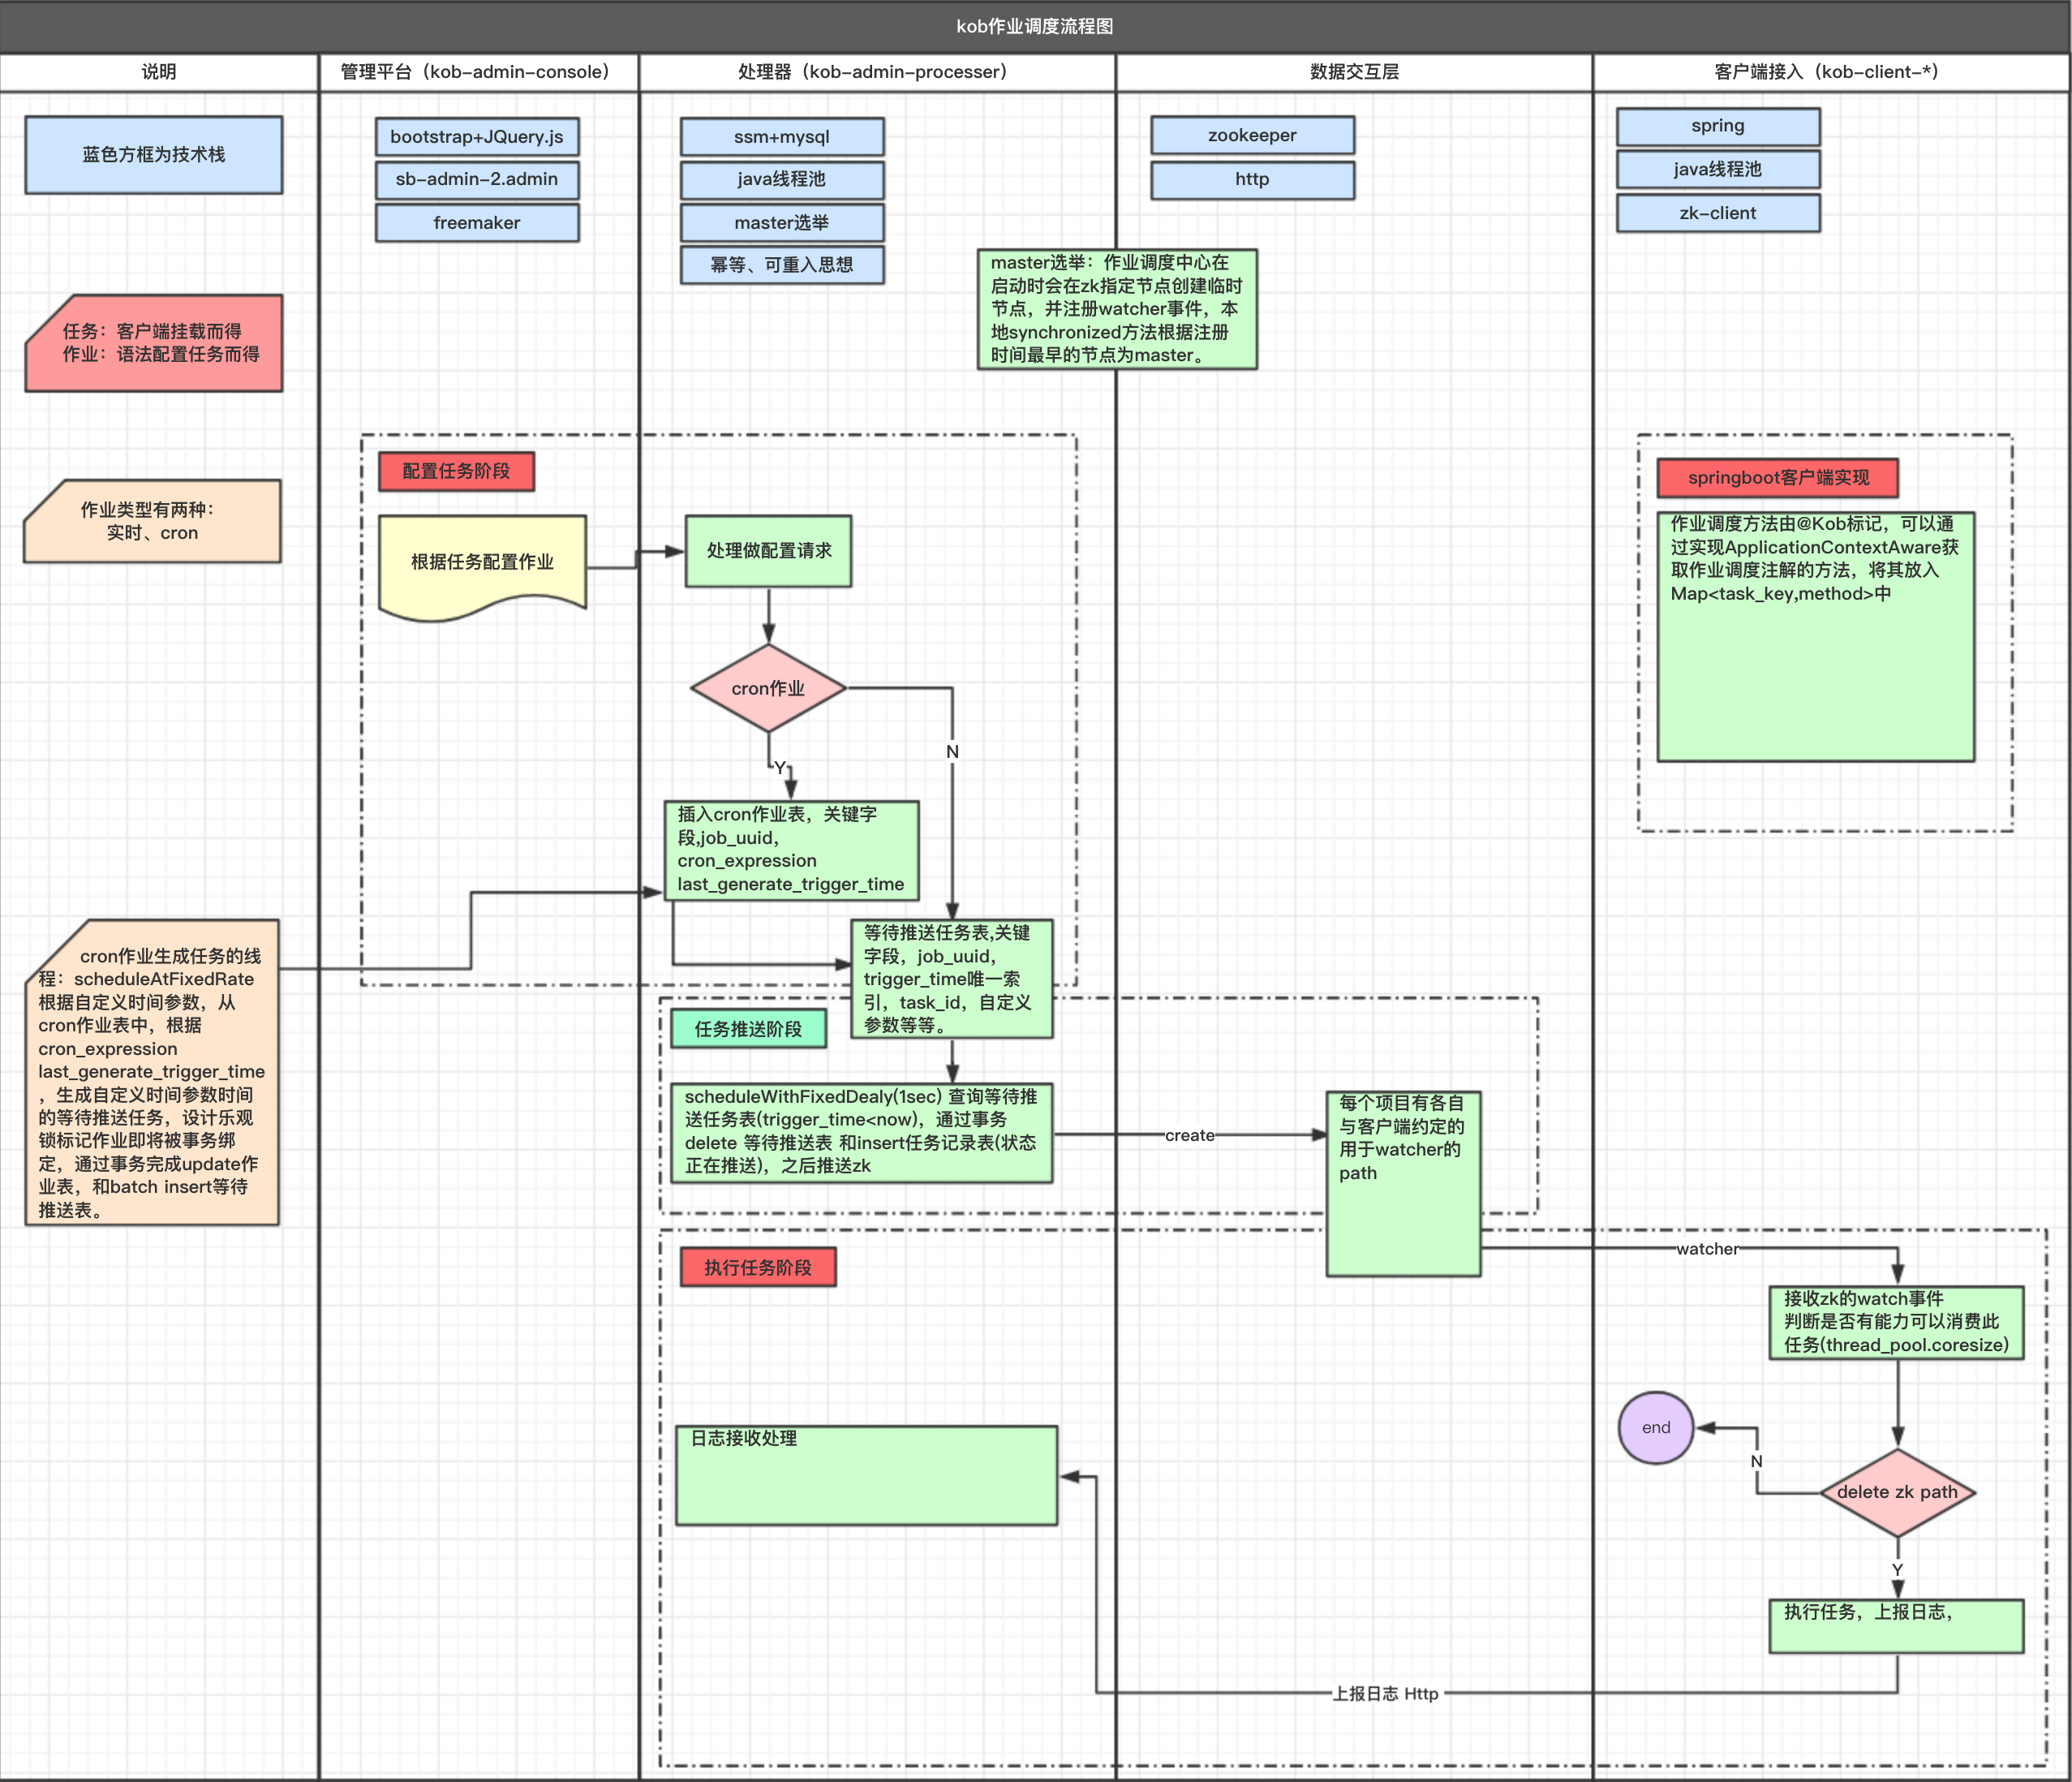 kob作业调度流程图
说明
管理平台（kob-admin-console）
处理器（kob-admin-processer）
数据交互层
客户端接入（kob-client-*）
蓝色方框为技术栈
bootstrap+JQuery.js
sb-admin-2.admin
freemaker
ssm+mysql
java线程池
master选举
幂等、可重入思想
zookeeper
http
spring
java线程池
zk-client
master选举：作业调度中心在
启动时会在zk指定节点创建临时
节点，并注册watcher事件，本
地synchronized方法根据注册
时间最早的节点为master。
任务：客户端挂载而得
作业：语法配置任务而得
作业类型有两种：
实时、cron
配置任务阶段
根据任务配置作业
处理做配置请求
cron作业
N
Y
插入cron作业表，关键字
段,job_uuid，
cron_expression
last_generate_trigger_time
springboot客户端实现
作业调度方法由@Kob标记，可以通
过实现ApplicationContextAware获
取作业调度注解的方法，将其放入
Map<task_key,method>中
cron作业生成任务的线
程：scheduleAtFixedRate
根据自定义时间参数，从
cron作业表中，根据
cron_expression
last_generate_trigger_time
，生成自定义时间参数时间
的等待推送任务，设计乐观
锁标记作业即将被事务绑
定，通过事务完成update作
业表，和batch insert等待
推送表。
等待推送任务表,关键
字段，job_uuid，
trigger_time唯一索
引，task_id，自定义
参数等等。
任务推送阶段
scheduleWithFixedDealy(1sec) 查询等待推
送任务表(trigger_time<now)，通过事务
delete 等待推送表 和insert任务记录表(状态
正在推送)，之后推送zk
create
每个项目有各自
与客户端约定的
用于watcher的
path
执行任务阶段
watcher
接收zk的watch事件
判断是否有能力可以消费此
任务(thread_pool.coresize)
end
N
delete zk path
Y
日志接收处理
执行任务，上报日志，
上报日志 Http